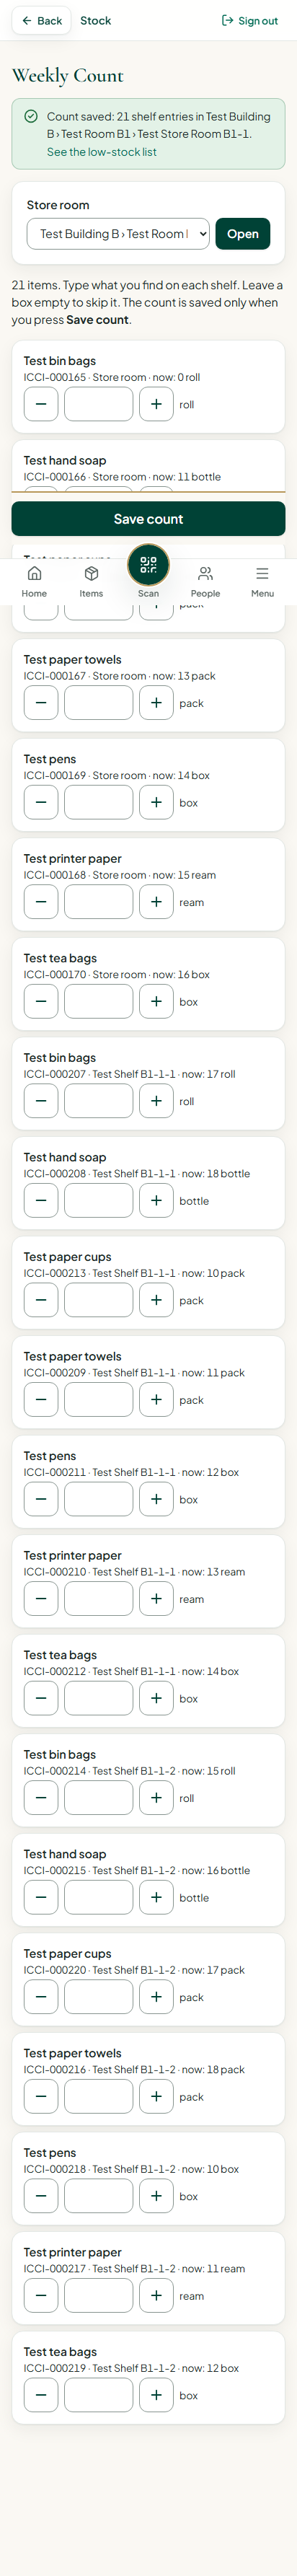 Back
Stock
Sign out
Weekly Count
Count saved: 21 shelf entries in Test Building
B › Test Room B1 › Test Store Room B1-1.
See the low-stock list
Store room
Test Building B › Test Room
Open
21 items. Type what you find on each shelf. Leave a
box empty to skip it. The count is saved only when
you press Save count.
Test bin bags
ICCI-000165 · Store room · now: 0 roll
roll
Test hand soap
ICCI-000166 · Store room · now: 11 bottle
Save count
Home
Items
Scan
People
Menu
Test paper towels
ICCI-000167 · Store room · now: 13 pack
pack
Test pens
ICCI-000169 · Store room · now: 14 box
box
Test printer paper
ICCI-000168 · Store room · now: 15 ream
ream
Test tea bags
ICCI-000170 · Store room · now: 16 box
box
Test bin bags
ICCI-000207 · Test Shelf B1-1-1 · now: 17 roll
roll
Test hand soap
ICCI-000208 · Test Shelf B1-1-1 · now: 18 bottle
bottle
Test paper cups
ICCI-000213 · Test Shelf B1-1-1 · now: 10 pack
pack
Test paper towels
ICCI-000209 · Test Shelf B1-1-1 · now: 11 pack
pack
Test pens
ICCI-000211 · Test Shelf B1-1-1 · now: 12 box
box
Test printer paper
ICCI-000210 · Test Shelf B1-1-1 · now: 13 ream
ream
Test tea bags
ICCI-000212 · Test Shelf B1-1-1 · now: 14 box
box
Test bin bags
ICCI-000214 · Test Shelf B1-1-2 · now: 15 roll
roll
Test hand soap
ICCI-000215 · Test Shelf B1-1-2 · now: 16 bottle
bottle
Test paper cups
ICCI-000220 · Test Shelf B1-1-2 · now: 17 pack
pack
Test paper towels
ICCI-000216 · Test Shelf B1-1-2 · now: 18 pack
pack
Test pens
ICCI-000218 · Test Shelf B1-1-2 · now: 10 box
box
Test printer paper
ICCI-000217 · Test Shelf B1-1-2 · now: 11 ream
ream
Test tea bags
ICCI-000219 · Test Shelf B1-1-2 · now: 12 box
box